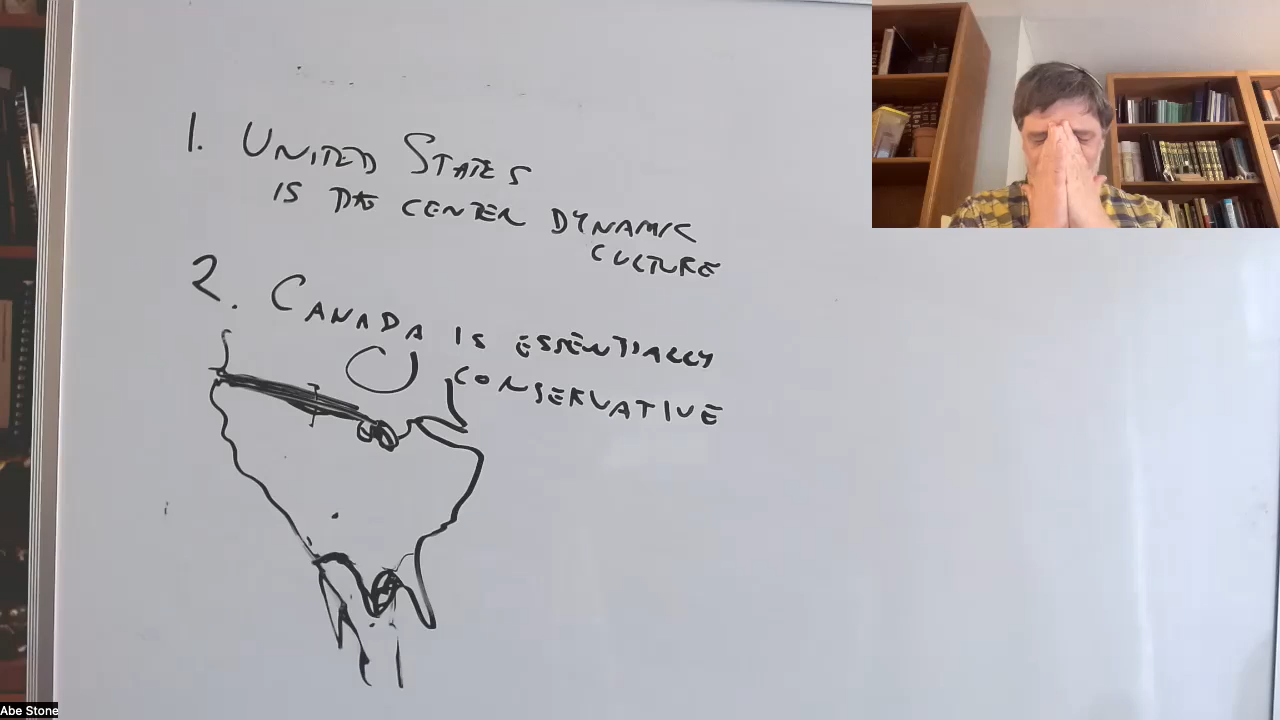 1. UNITED STATES
IS THE CENTER DYNAMIC
CULTURE
2. CANADA IS ESSENTIALLY
CONSERVATIVE
Abe Stone